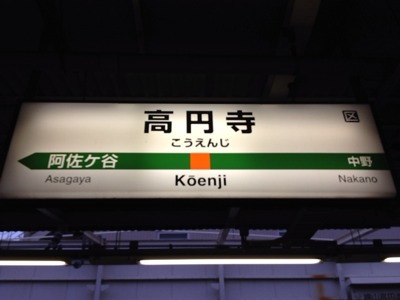 高円寺
区
こうえんじ
阿佐ケ谷
中野
Asagaya
Kōenji
Nakano